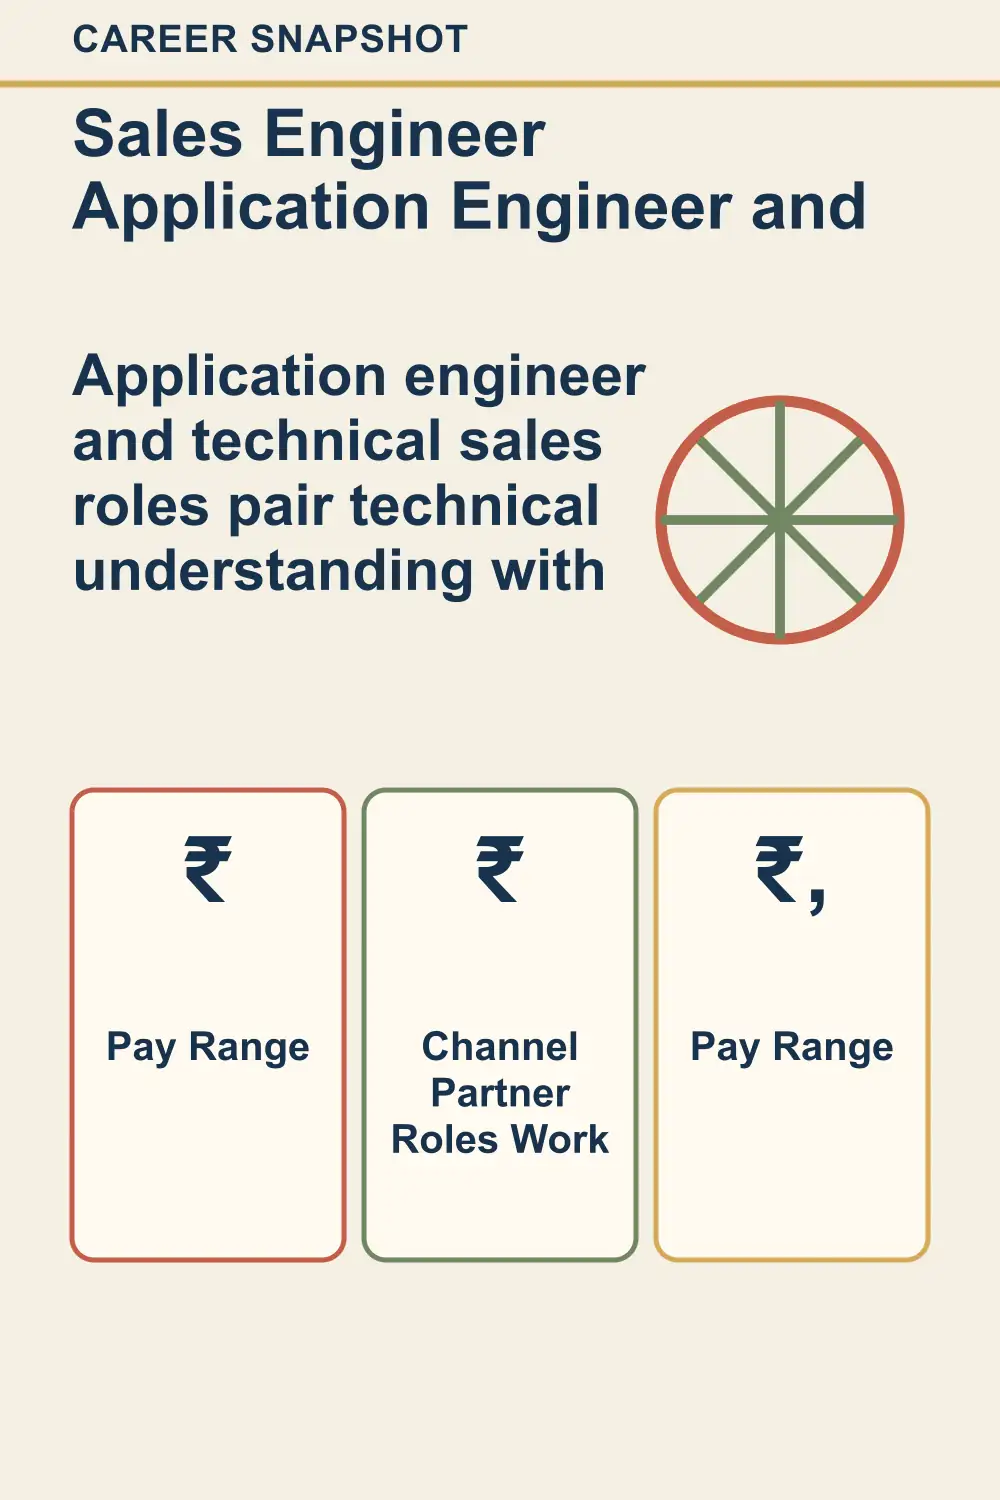 CAREER SNAPSHOT
Sales Engineer
Application Engineer and
Application engineer
and technical sales
roles pair technical
understanding with
₹
Pay Range
₹
Channel
Partner
Roles Work
₹,
Pay Range